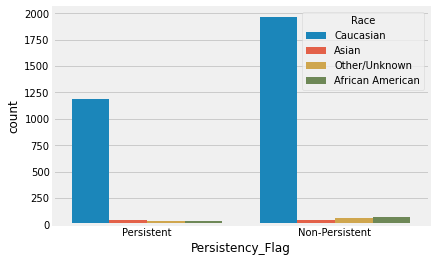 Race
Caucasian
Asian
Other/Unknown
African American
2000
1750
1500
1250
1000
750
500
250
0
count
Persistent
Non-Persistent
Persistency_Flag